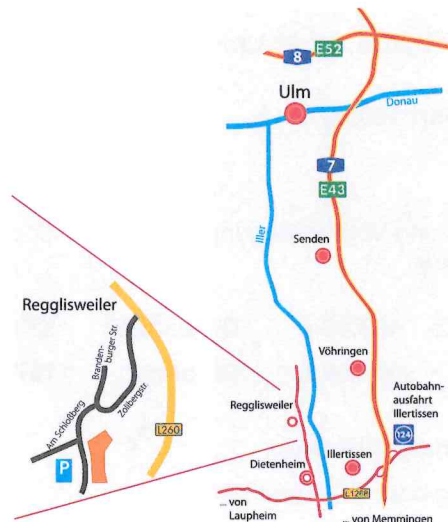 8
E52
Ulm
Donau
7
E43
Iller
Senden
Regglisweiler
Branden-
burger Str.
Zollbergstr.
Am Schloßberg
L260
P
Vöhringen
Autobahn-
ausfahrt
Illertissen
124
Regglisweiler
Illertissen
Dietenheim
... von
Laupheim
... von Memmingen